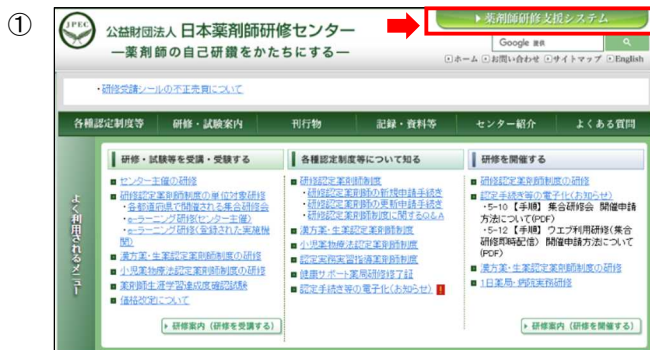 ①
JPEC
公益財団法人 日本薬剤師研修センター
―薬剤師の自己研鑽をかたちにする―
薬剤師研修支援システム
Google 提供
ホーム お問い合わせ サイトマップ English
・研修受講シールの不正売買について
各種認定制度等 研修・試験案内 刊行物 記録・資料等 センター紹介 よくある質問
よく利用されるメニュー
研修・試験等を受講・受験する
センター主催の研修
研修認定薬剤師制度の単位対象研修
・各都道府県で開催される集合研修会
・e-ラーニング研修(センター主催)
・e-ラーニング研修(登録された実施機関)
漢方薬・生薬認定薬剤師制度の研修
小児薬物療法認定薬剤師制度の研修
薬剤師生涯学習達成度確認試験
価格改定について
研修案内（研修を受講する）
各種認定制度等について知る
研修認定薬剤師制度
・研修認定薬剤師の新規申請手続き
・研修認定薬剤師の更新申請手続き
・研修認定薬剤師制度に関するQ&A
漢方薬・生薬認定薬剤師制度
小児薬物療法認定薬剤師制度
認定実務実習指導薬剤師制度
健康サポート薬局研修修了証
認定手続き等の電子化(お知らせ)
研修を開催する
研修認定薬剤師制度の研修
認定手続き等の電子化(お知らせ)
・5-10 【手順】 集合研修会 開催申請
方法について(PDF)
・5-12 【手順】 ウエブ利用研修(集合
研修即時配信) 開催申請方法について
(PDF)
漢方薬・生薬認定薬剤師制度の研修
1日薬局・病院実務研修
研修案内（研修を開催する）